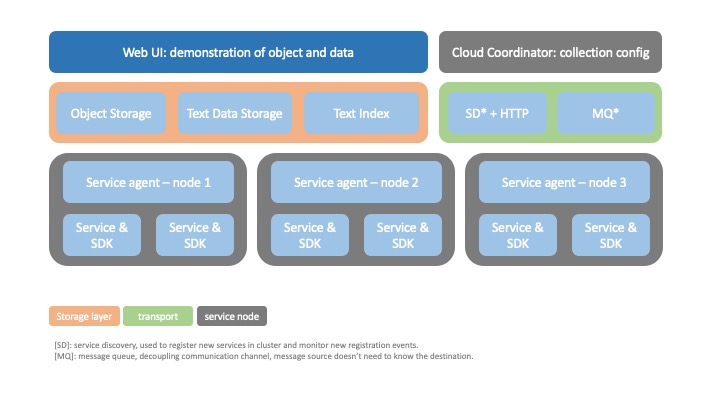 Web UI: demonstration of object and data
Cloud Coordinator: collection config
Object Storage
Text Data Storage
Text Index
SD* + HTTP
MQ*
Service agent – node 1
Service agent – node 2
Service agent – node 3
Service &
SDK
Service &
SDK
Service &
SDK
Service &
SDK
Service &
SDK
Service &
SDK
Storage layer
transport
service node
[SD]: service discovery, used to register new services in cluster and monitor new registration events.
[MQ]: message queue, decoupling communication channel, message source doesn't need to know the destination.